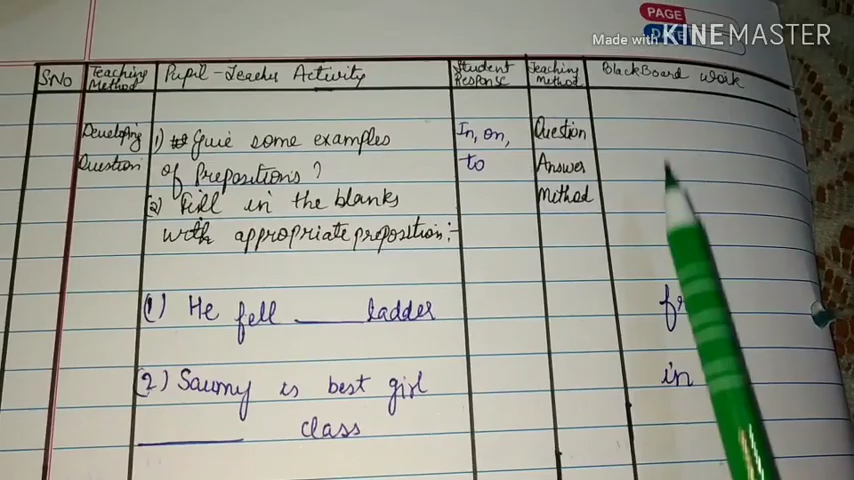 PAGE
DATE
Made with KINEMASTER
S.No Teaching Method Pupil-Teacher Activity Student Response Teaching Method BlackBoard Work
Developing 1) Give some examples In, on, Question
Question of Prepositions? to Answer
2) Fill in the blanks Method
with appropriate preposition:-
(1) He fell ____ ladder
(2) Saumy is best girl in
____ class